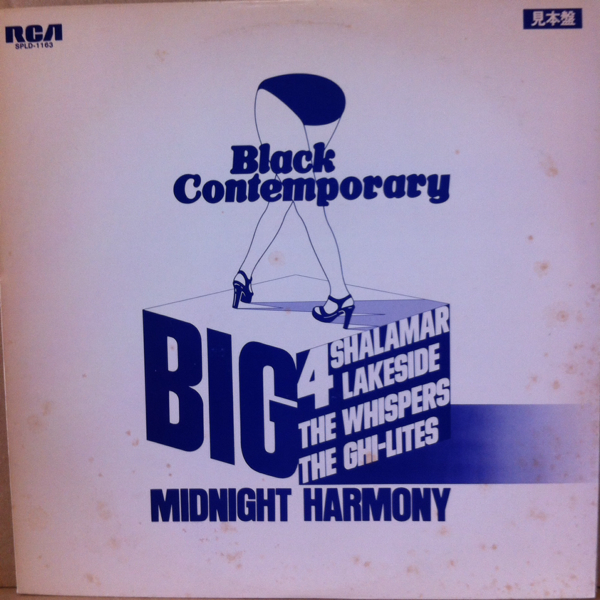 RCA
SPLD-1163
見本盤
Black
Contemporary
BIG 4
SHALAMAR
LAKESIDE
THE WHISPERS
THE GHI-LITES
MIDNIGHT HARMONY